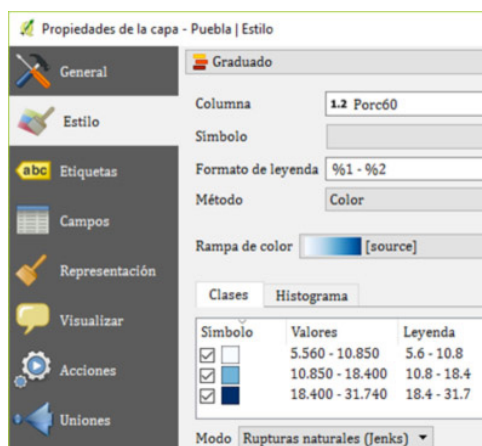 Propiedades de la capa - Puebla | Estilo
General
Estilo
abc Etiquetas
Campos
Representación
Visualizar
Acciones
Uniones
Graduado
Columna 1.2 Porc60
Símbolo
Formato de leyenda %1 - %2
Método Color
Rampa de color [source]
Clases Histograma
Símbolo Valores Leyenda
5.560 - 10.850 5.6 - 10.8
10.850 - 18.400 10.8 - 18.4
18.400 - 31.740 18.4 - 31.7
Modo Rupturas naturales (Jenks)